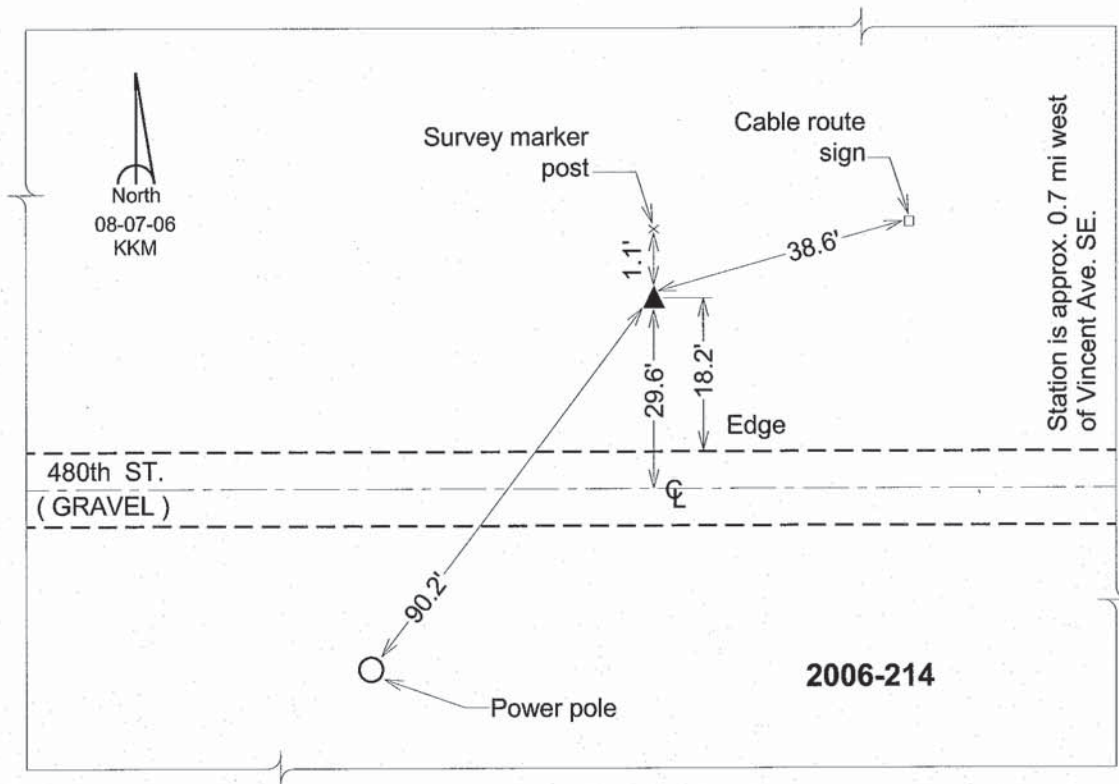 North
08-07-06
KKM
Survey marker
post
Cable route
sign
Station is approx. 0.7 mi west
of Vincent Ave. SE.
38.6'
1.1'
29.6'
18.2'
Edge
480th ST.
( GRAVEL )
℄
90.2'
Power pole
2006-214